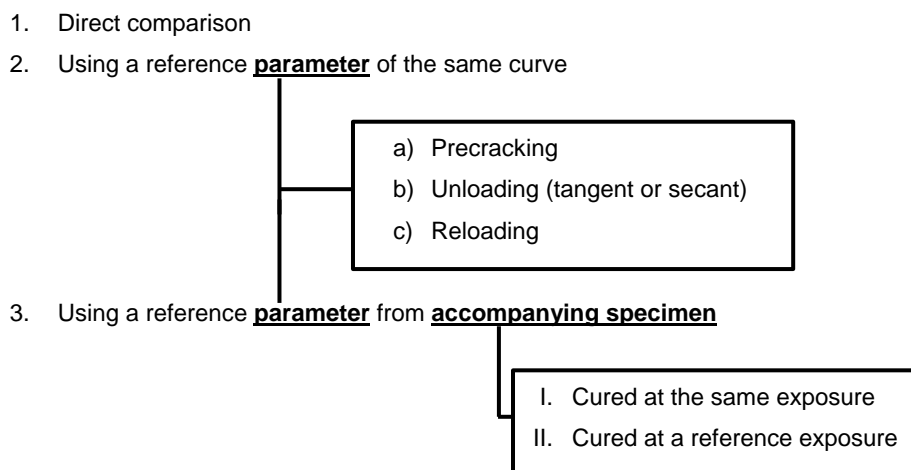 1. Direct comparison
2. Using a reference parameter of the same curve
a) Precracking
b) Unloading (tangent or secant)
c) Reloading
3. Using a reference parameter from accompanying specimen
I. Cured at the same exposure
II. Cured at a reference exposure